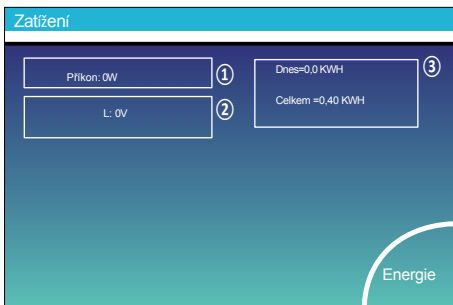 Zatížení
Příkon: 0W
①
L: 0V
②
Dnes=0,0 KWH
Celkem =0,40 KWH
③
Energie